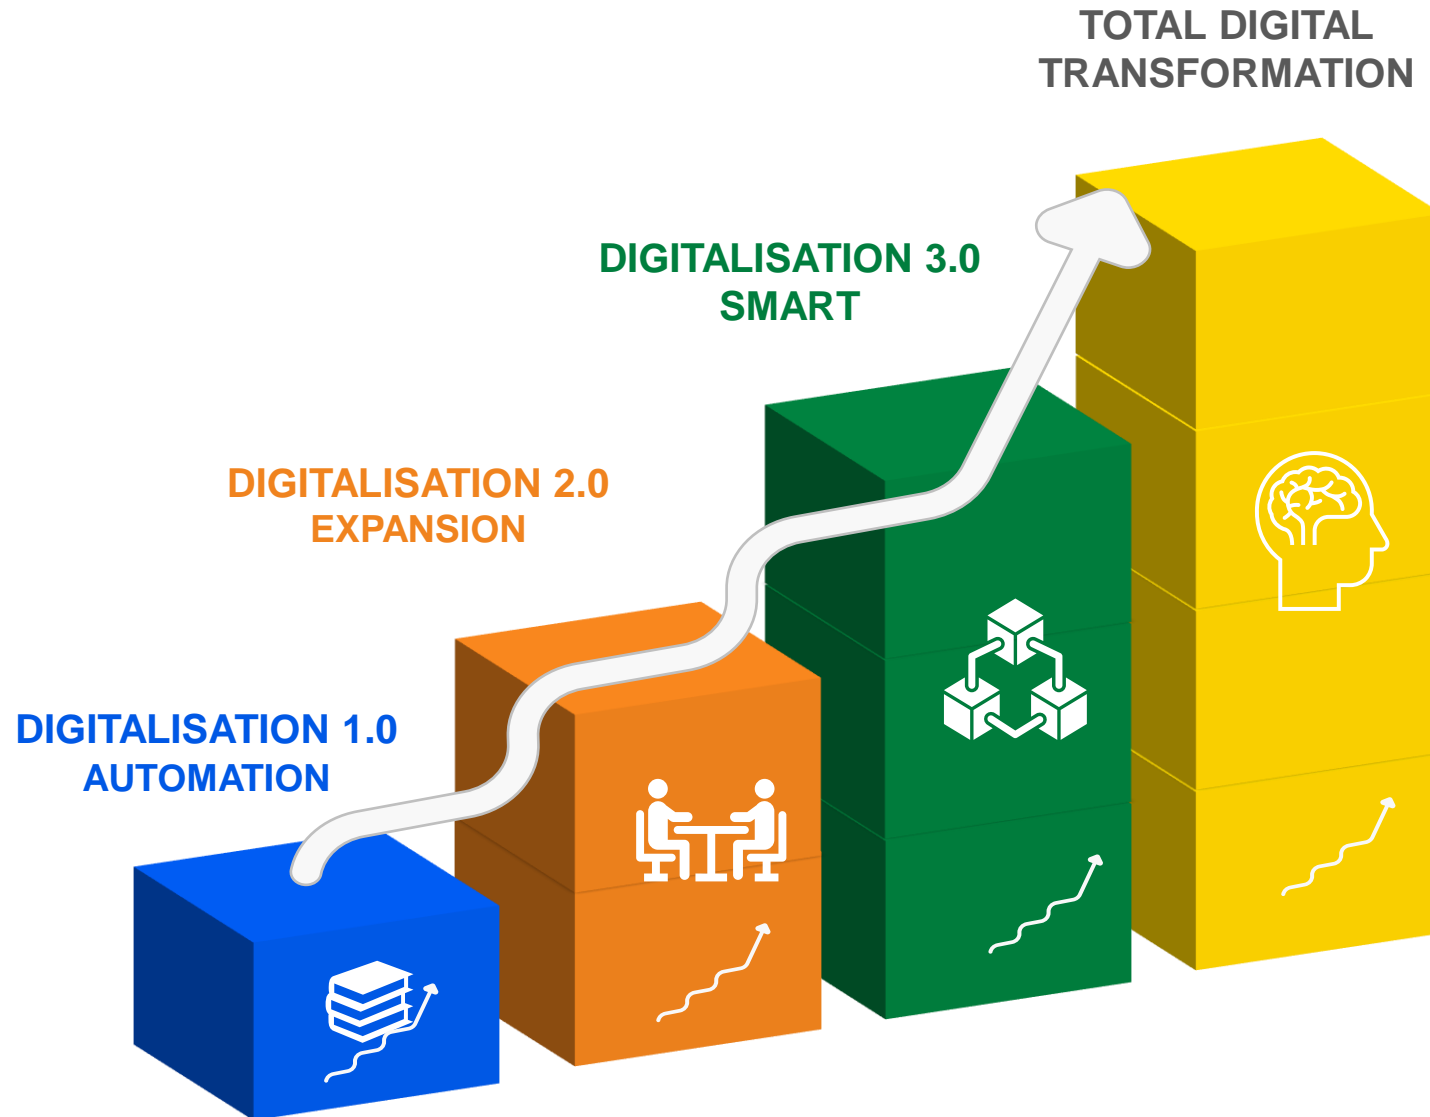 TOTAL DIGITAL
TRANSFORMATION
DIGITALISATION 3.0
SMART
DIGITALISATION 2.0
EXPANSION
DIGITALISATION 1.0
AUTOMATION